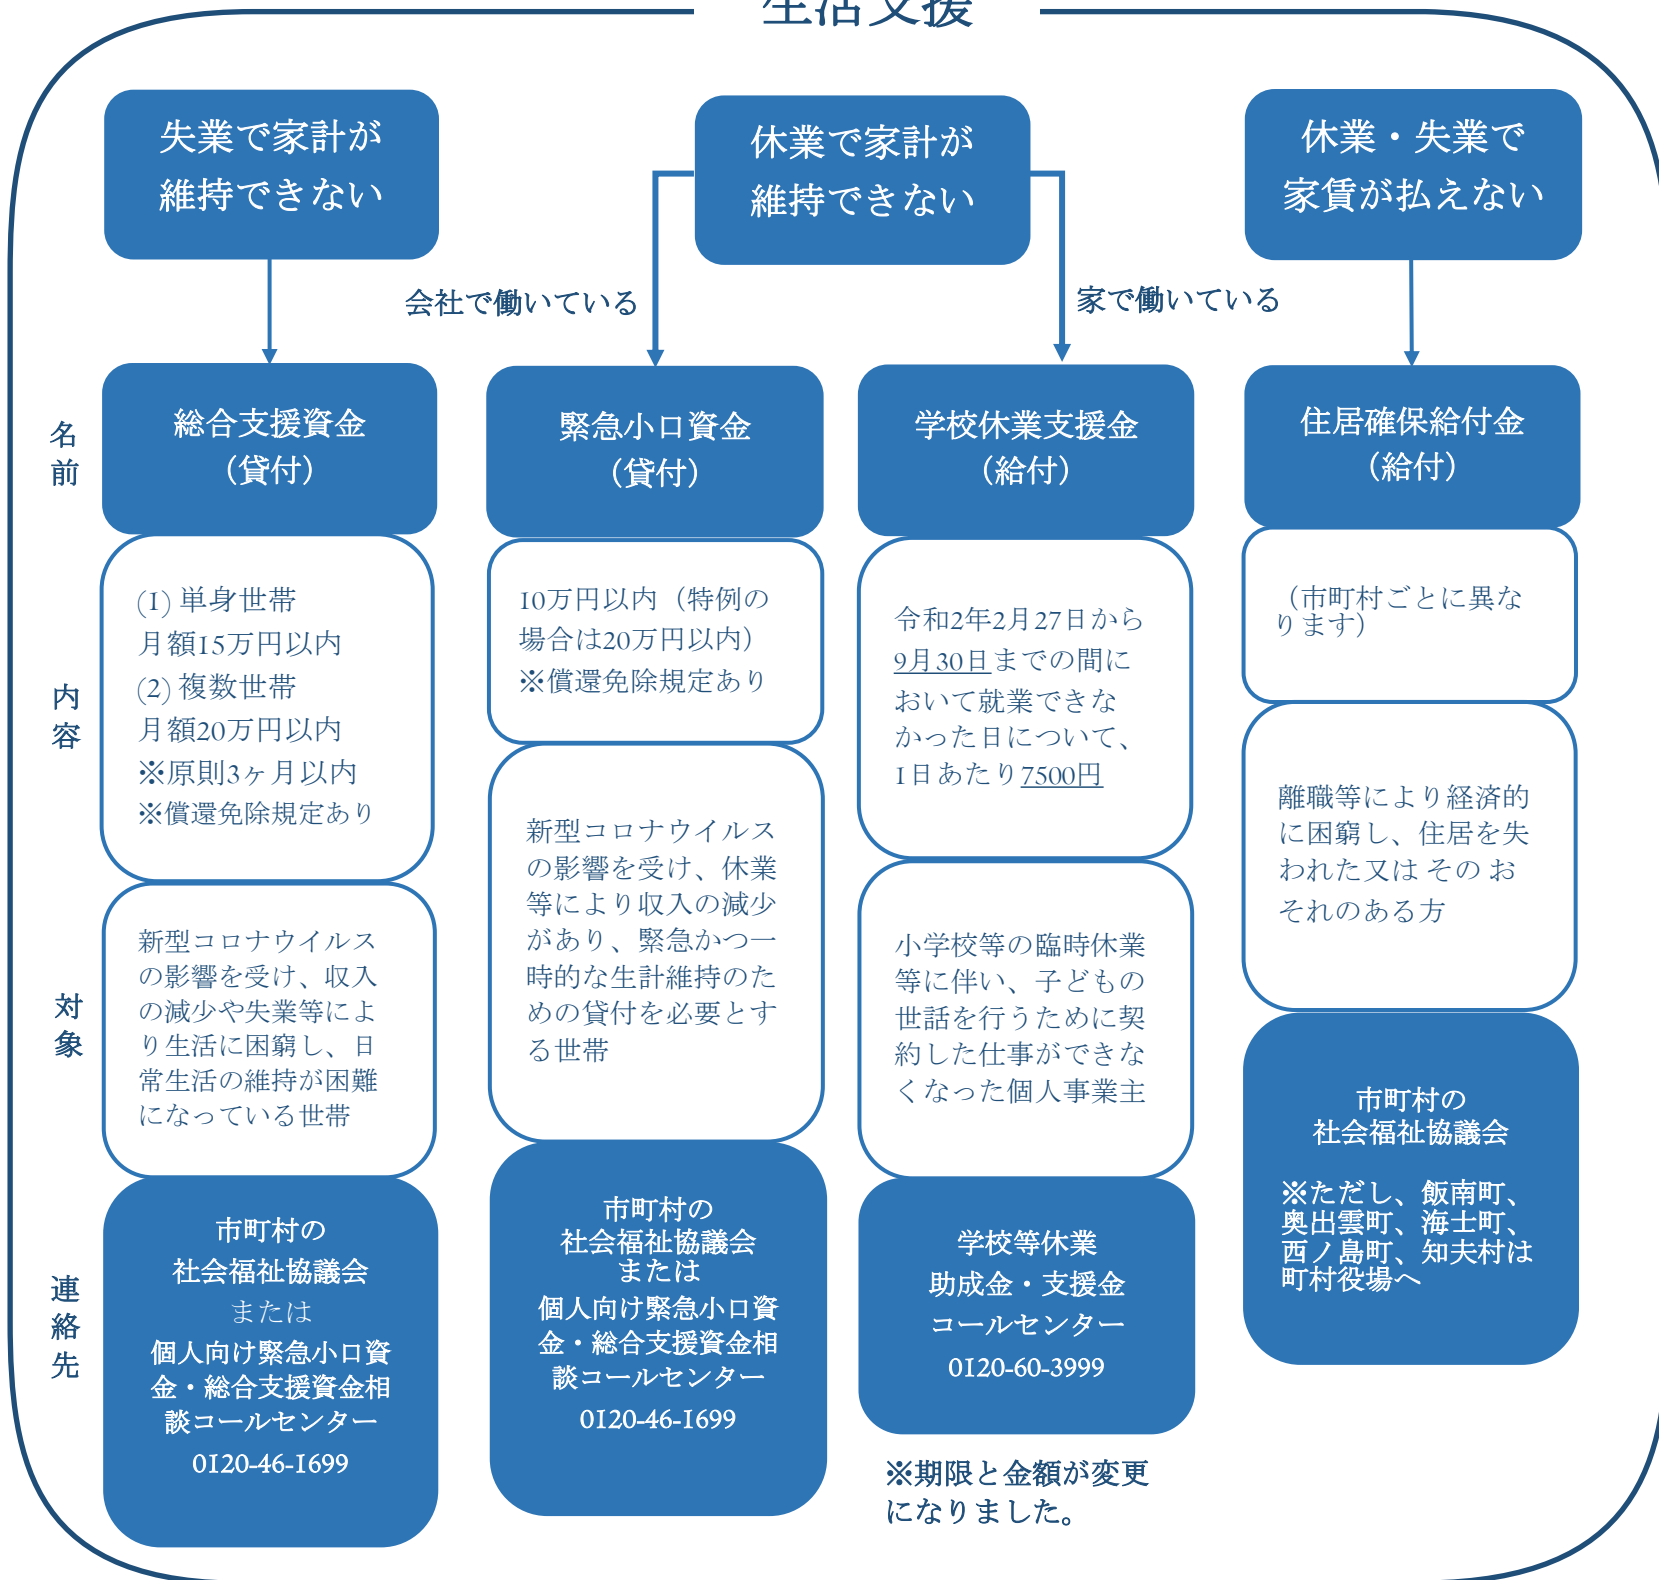 生活支援
失業で家計が
維持できない
休業で家計が
維持できない
休業・失業で
家賃が払えない
会社で働いている
家で働いている
名
前
総合支援資金
（貸付）
緊急小口資金
（貸付）
学校休業支援金
（給付）
住居確保給付金
（給付）
内
容
(1) 単身世帯
月額15万円以内
(2) 複数世帯
月額20万円以内
※原則3ヶ月以内
※償還免除規定あり
10万円以内（特例の
場合は20万円以内）
※償還免除規定あり
令和2年2月27日から
9月30日までの間に
おいて就業できな
かった日について、
1日あたり7500円
（市町村ごとに異な
ります）
対
象
新型コロナウイルス
の影響を受け、収入
の減少や失業等によ
り生活に困窮し、日
常生活の維持が困難
になっている世帯
新型コロナウイルス
の影響を受け、休業
等により収入の減少
があり、緊急かつ一
時的な生計維持のた
めの貸付を必要とす
る世帯
小学校等の臨時休業
等に伴い、子どもの
世話を行うために契
約した仕事ができな
くなった個人事業主
離職等により経済的
に困窮し、住居を失
われた又は その お
それのある方
連
絡
先
市町村の
社会福祉協議会
または
個人向け緊急小口資
金・総合支援資金相
談コールセンター
0120-46-1699
市町村の
社会福祉協議会
または
個人向け緊急小口資
金・総合支援資金相
談コールセンター
0120-46-1699
学校等休業
助成金・支援金
コールセンター
0120-60-3999
市町村の
社会福祉協議会
※ただし、飯南町、
奥出雲町、海士町、
西ノ島町、知夫村は
町村役場へ
※期限と金額が変更
になりました。